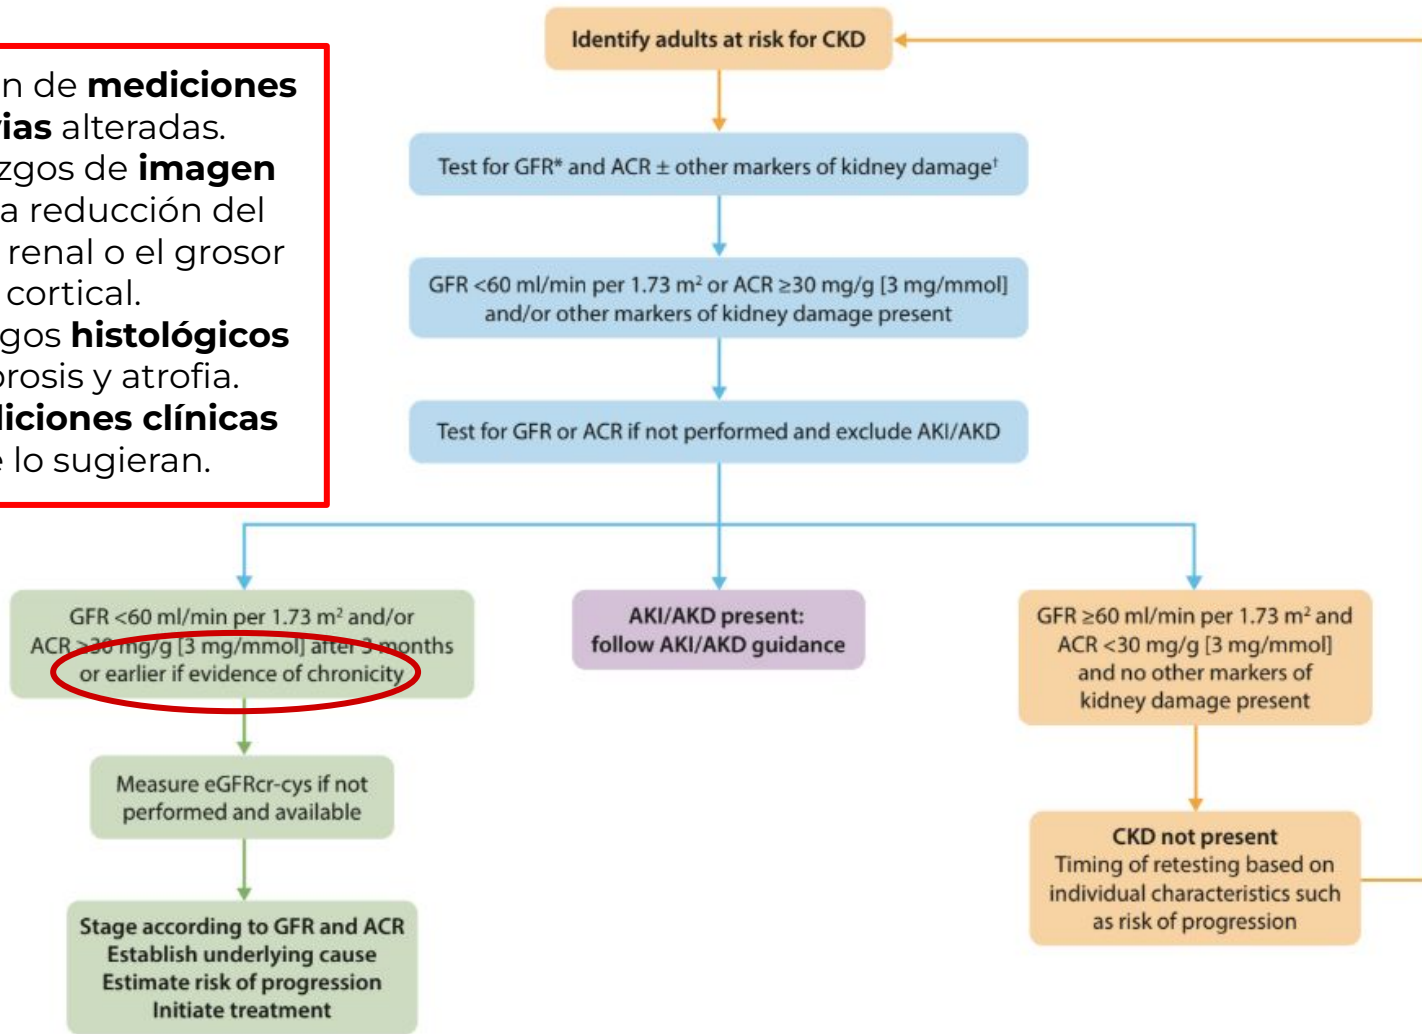 Identify adults at risk for CKD
n de mediciones
vias alteradas.
zgos de imagen
a reducción del
renal o el grosor
cortical.
gos histológicos
rosis y atrofia.
diciones clínicas
e lo sugieran.
Test for GFR* and ACR ± other markers of kidney damage†
GFR <60 ml/min per 1.73 m² or ACR ≥30 mg/g [3 mg/mmol]
and/or other markers of kidney damage present
Test for GFR or ACR if not performed and exclude AKI/AKD
GFR <60 ml/min per 1.73 m² and/or
ACR ≥30 mg/g [3 mg/mmol] after 3 months
or earlier if evidence of chronicity
Measure eGFRcr-cys if not
performed and available
Stage according to GFR and ACR
Establish underlying cause
Estimate risk of progression
Initiate treatment
AKI/AKD present:
follow AKI/AKD guidance
GFR ≥60 ml/min per 1.73 m² and
ACR <30 mg/g [3 mg/mmol]
and no other markers of
kidney damage present
CKD not present
Timing of retesting based on
individual characteristics such
as risk of progression